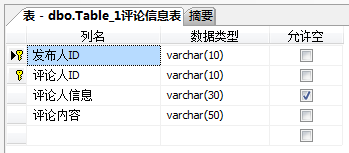 表 - dbo.Table_1评论信息表 摘要
列名 数据类型 允许空
发布人ID varchar(10)
评论人ID varchar(10)
评论人信息 varchar(30)
评论内容 varchar(50)